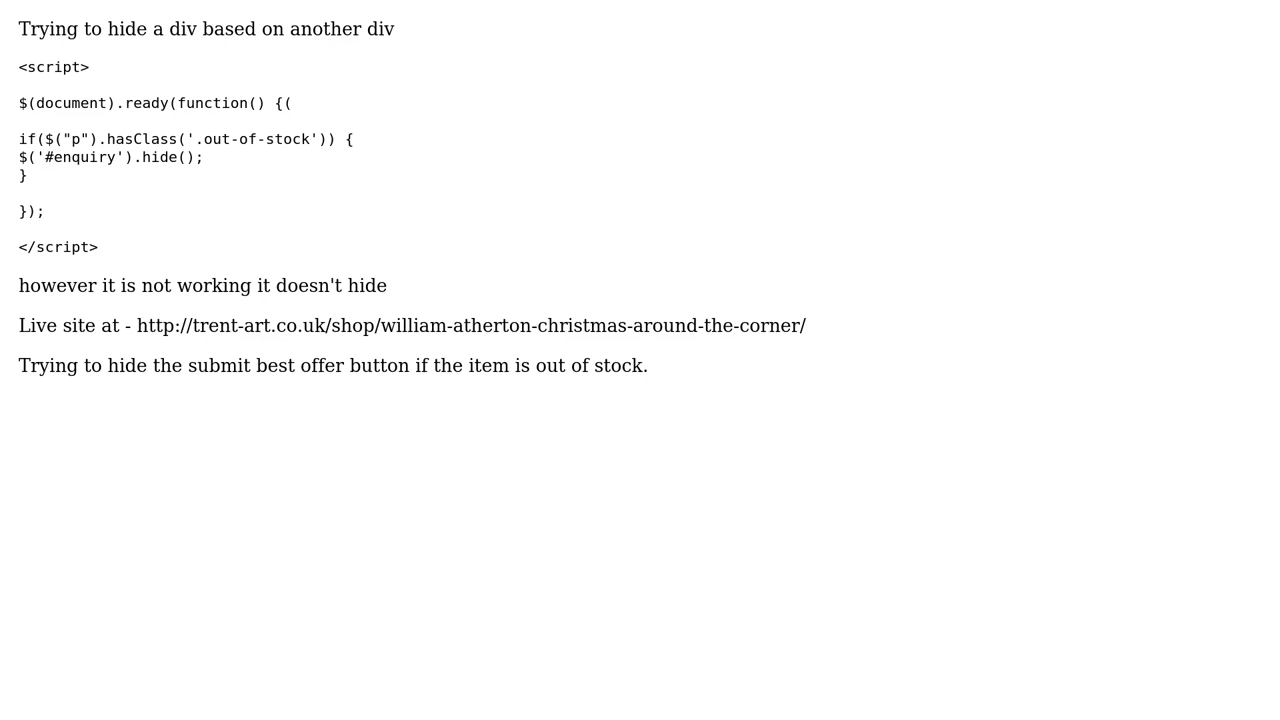 Trying to hide a div based on another div
<script>
$(document).ready(function() {(
if($("p").hasClass('.out-of-stock')) {
$('#enquiry').hide();
}
});
</script>
however it is not working it doesn't hide
Live site at - http://trent-art.co.uk/shop/william-atherton-christmas-around-the-corner/
Trying to hide the submit best offer button if the item is out of stock.